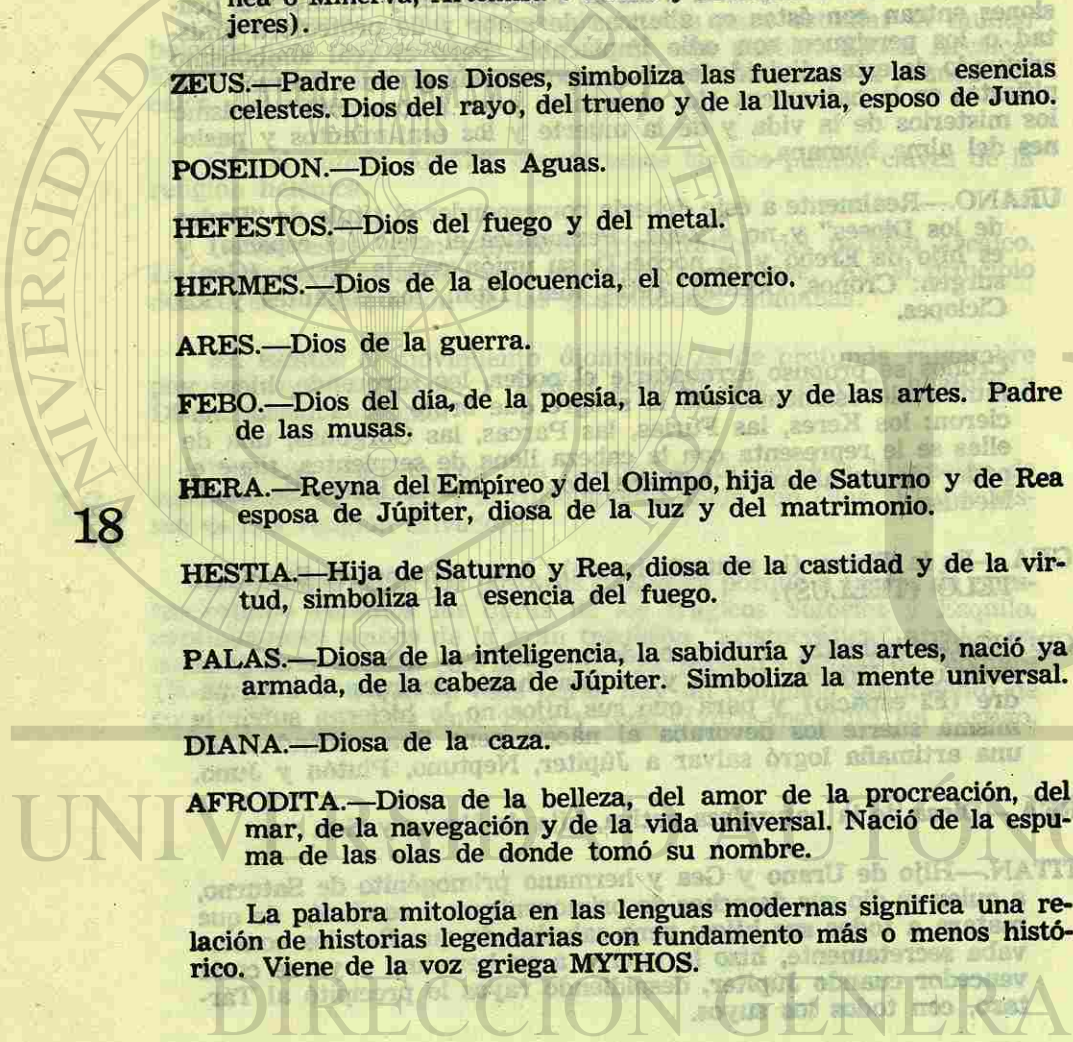 jeres).
ZEUS.—Padre de los Dioses, simboliza las fuerzas y las esencias
celestes. Dios del rayo, del trueno y de la lluvia, esposo de Juno.
POSEIDON.—Dios de las Aguas.
HEFESTOS.—Dios del fuego y del metal.
HERMES.—Dios de la elocuencia, el comercio.
ARES.—Dios de la guerra.
FEBO.—Dios del día, de la poesía, la música y de las artes. Padre
de las musas.
HERA.—Reyna del Empíreo y del Olimpo, hija de Saturno y de Rea
esposa de Júpiter, diosa de la luz y del matrimonio.
18
HESTIA.—Hija de Saturno y Rea, diosa de la castidad y de la vir-
tud, simboliza la esencia del fuego.
PALAS.—Diosa de la inteligencia, la sabiduría y las artes, nació ya
armada, de la cabeza de Júpiter. Simboliza la mente universal.
DIANA.—Diosa de la caza.
AFRODITA.—Diosa de la belleza, del amor de la procreación, del
mar, de la navegación y de la vida universal. Nació de la espu-
ma de las olas de donde tomó su nombre.
La palabra mitología en las lenguas modernas significa una re-
lación de historias legendarias con fundamento más o menos histó-
rico. Viene de la voz griega MYTHOS.
DIRECCIÓN GENERA